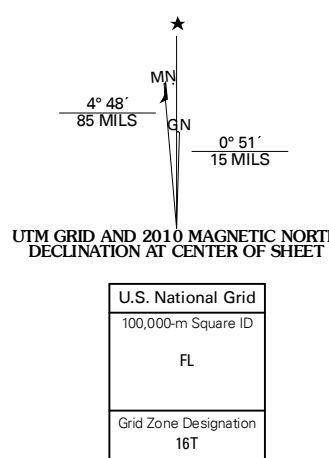 MN
4° 48´
85 MILS
GN
0° 51´
15 MILS
UTM GRID AND 2010 MAGNETIC NORT
DECLINATION AT CENTER OF SHEET
U.S. National Grid
100,000-m Square ID
FL
Grid Zone Designation
16T